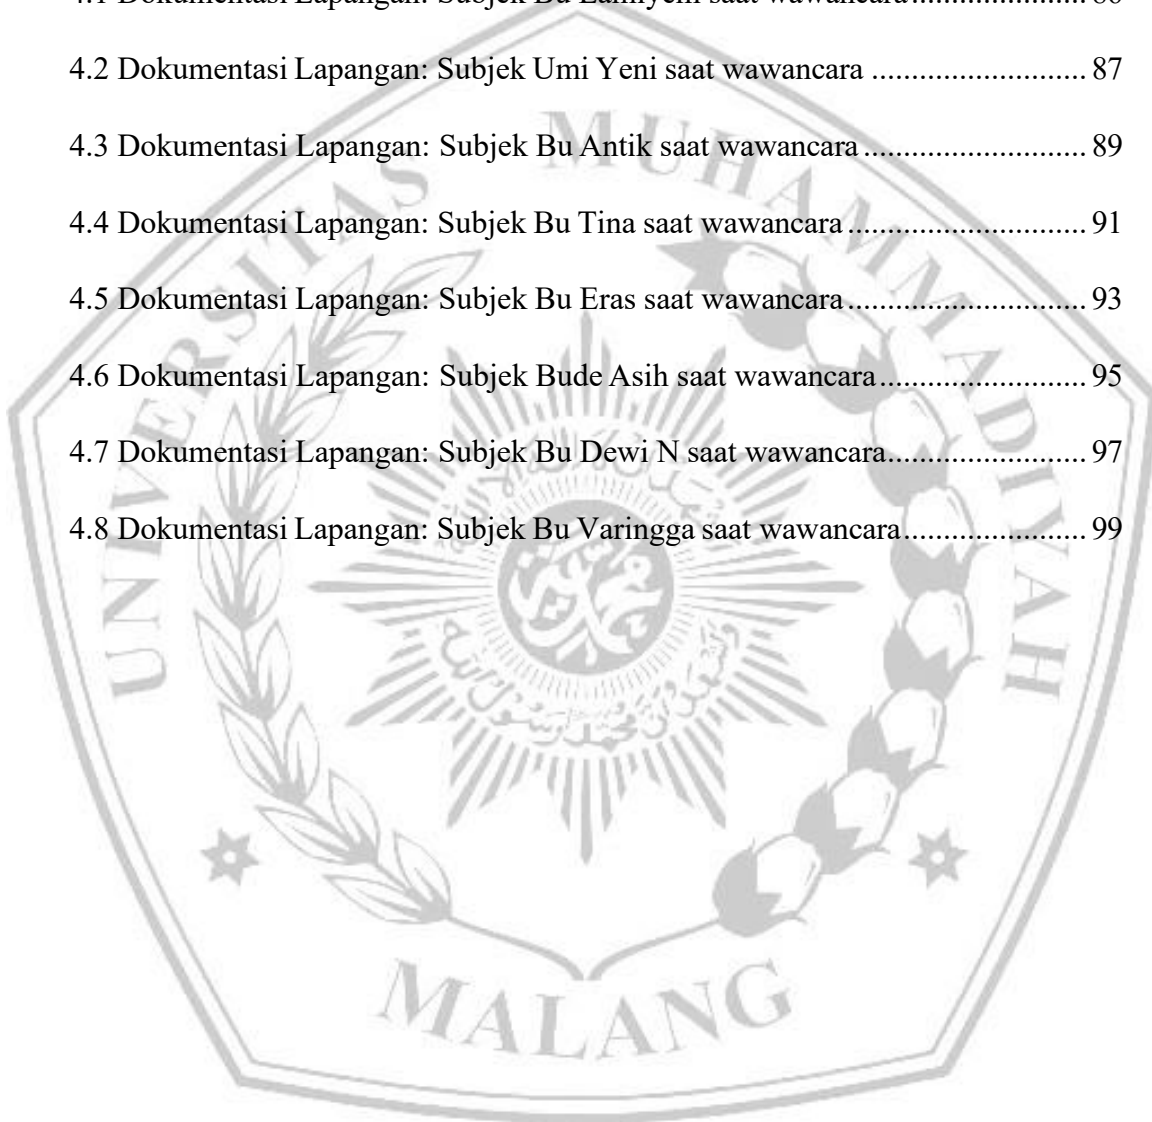 4.2 Dokumentasi Lapangan: Subjek Umi Yeni saat wawancara ........................... 87
4.3 Dokumentasi Lapangan: Subjek Bu Antik saat wawancara ............................ 89
4.4 Dokumentasi Lapangan: Subjek Bu Tina saat wawancara .............................. 91
4.5 Dokumentasi Lapangan: Subjek Bu Eras saat wawancara .............................. 93
4.6 Dokumentasi Lapangan: Subjek Bude Asih saat wawancara .......................... 95
4.7 Dokumentasi Lapangan: Subjek Bu Dewi N saat wawancara ......................... 97
4.8 Dokumentasi Lapangan: Subjek Bu Varingga saat wawancara ....................... 99
UNIVERSITAS MUHAMMADIYAH
MALANG